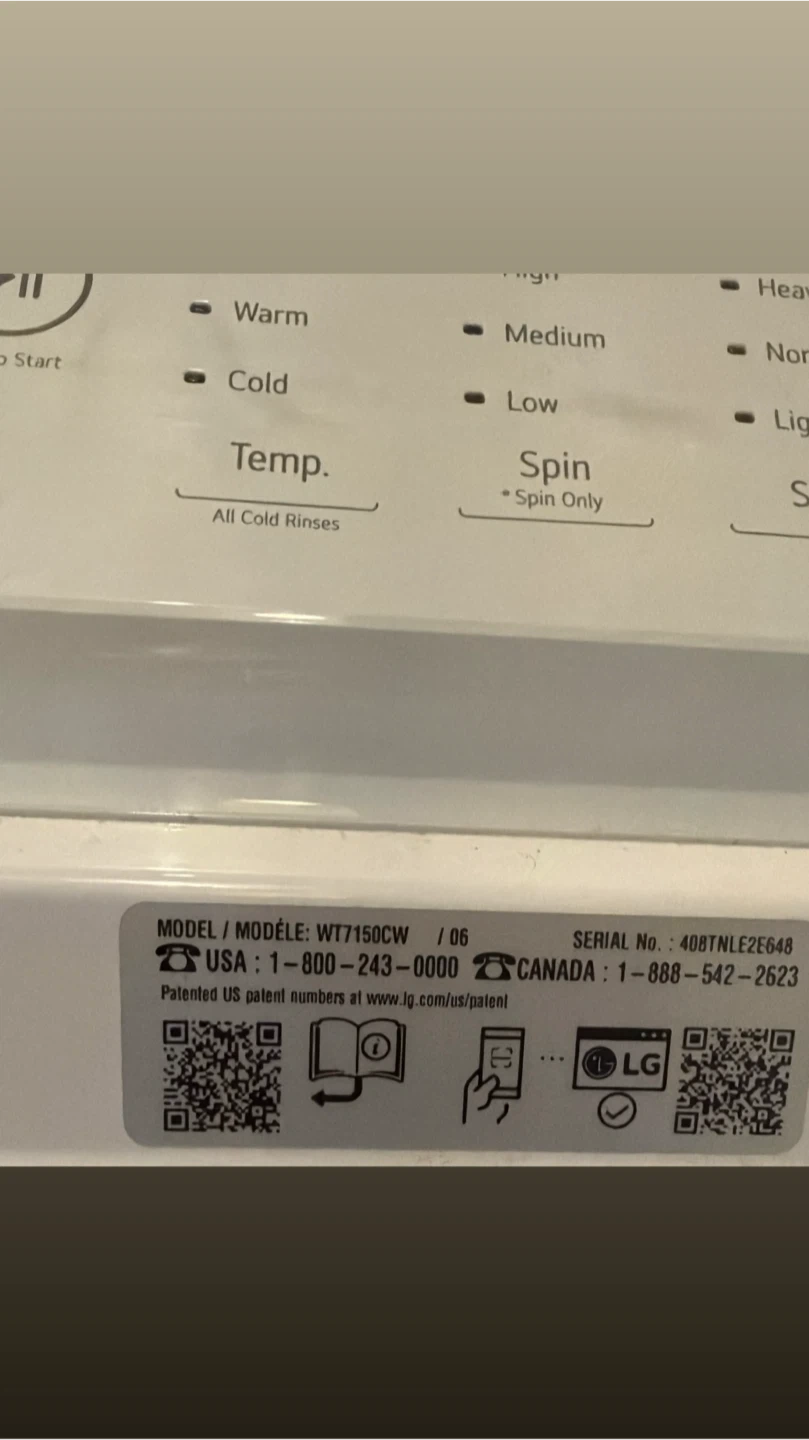 Warm
Cold
Temp.
All Cold Rinses
Medium
Low
Spin
* Spin Only
Start
MODEL / MODÉLE: WT7150CW / 06
SERIAL No. : 408TNLE2E648
USA : 1-800-243-0000 CANADA : 1-888-542-2623
Patented US patent numbers at www.lg.com/us/patent
LG